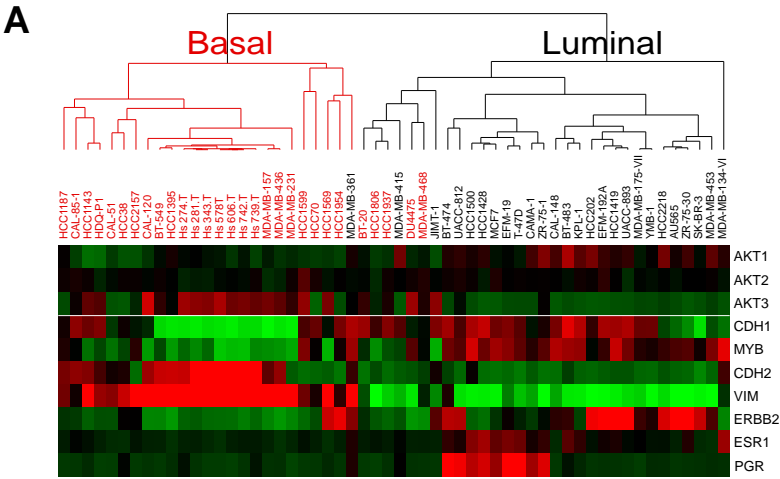 A
Basal
Luminal
HCC1187
CAL-85-1
HCC1143
HDQ-P1
CAL-51
HCC38
HCC2157
CAL-120
BT-549
HCC1395
Hs 274.T
Hs 281.T
Hs 343.T
Hs 578T
Hs 606.T
Hs 742.T
Hs 739.T
MDA-MB-157
MDA-MB-436
MDA-MB-231
HCC1599
HCC70
HCC1569
HCC1954
MDA-MB-361
BT-20
HCC1806
HCC1937
MDA-MB-415
DU4475
MDA-MB-468
JIMT-1
BT-474
UACC-812
HCC1500
HCC1428
MCF7
EFM-19
T-47D
CAMA-1
ZR-75-1
CAL-148
BT-483
KPL-1
HCC202
EFM-192A
HCC1419
UACC-893
MDA-MB-175-VII
YMB-1
HCC2218
AU565
ZR-75-30
SK-BR-3
MDA-MB-453
MDA-MB-134-VI
AKT1
AKT2
AKT3
CDH1
MYB
CDH2
VIM
ERBB2
ESR1
PGR